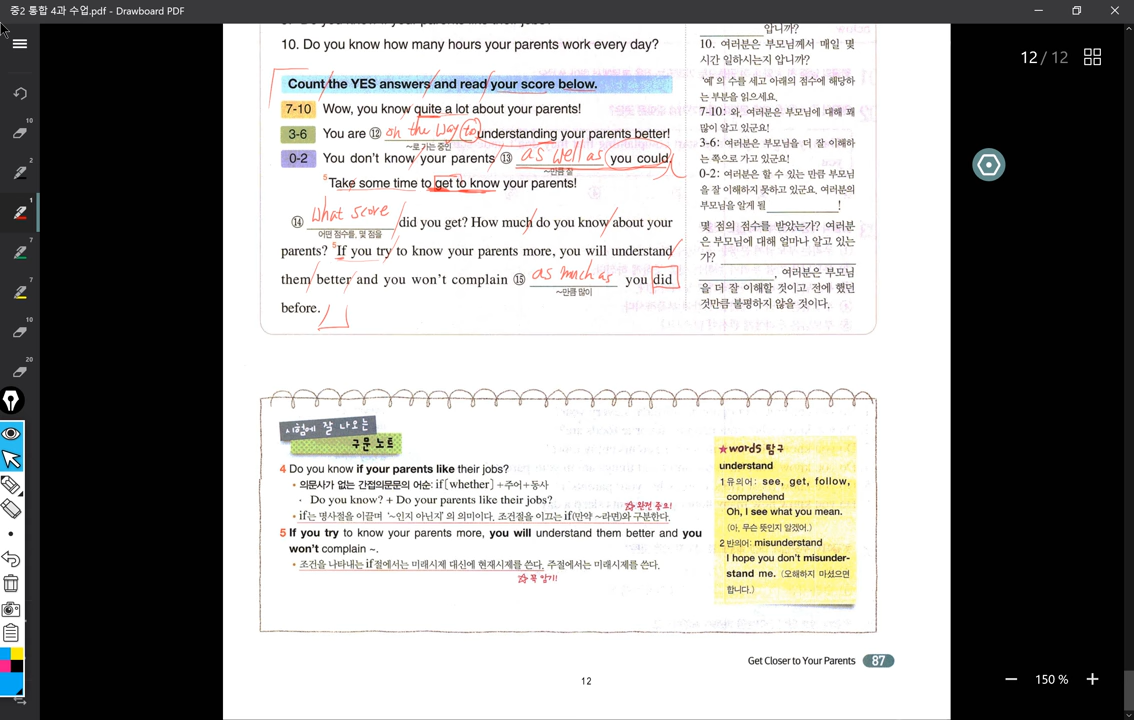 중2 통합 4과 수업.pdf - Drawboard PDF
12 / 12
10. Do you know how many hours your parents work every day?
Count the YES answers and read your score below.
7-10 Wow, you know quite a lot about your parents!
3-6 You are ⑫ on the way to understanding your parents better!
~로 가는 중인
0-2 You don't know your parents ⑬ as well as you could.
~만큼 잘
5 Take some time to get to know your parents!
⑭ What score did you get? How much do you know about your
어떤 점수를, 몇 점을
parents? 5 If you try to know your parents more, you will understand
them better and you won't complain ⑮ as much as you did
~만큼 많이
before.
압니까?
10. 여러분은 부모님께서 매일 몇
시간 일하시는지 압니까?
'예'의 수를 세고 아래의 점수에 해당하
는 부분을 읽으세요.
7-10: 와, 여러분은 부모님에 대해 꽤
많이 알고 있군요!
3-6: 여러분은 부모님을 더 잘 이해하
는 쪽으로 가고 있군요!
0-2: 여러분은 할 수 있는 만큼 부모님
을 잘 이해하지 못하고 있군요. 여러분의
부모님을 알게 될 ____________!
몇 점의 점수를 받았는가? 여러분
은 부모님에 대해 얼마나 알고 있는
가? ____________
____________, 여러분은 부모님
을 더 잘 이해할 것이고 전에 했던
것만큼 불평하지 않을 것이다.
시험에 잘 나오는
구문 노트
4 Do you know if your parents like their jobs?
• 의문사가 없는 간접의문문의 어순: if[whether]+주어+동사
· Do you know? + Do your parents like their jobs?
☆완전 중요!
• if는 명사절을 이끌며 '~인지 아닌지'의 의미이다. 조건절을 이끄는 if(만약 ~라면)와 구분한다.
5 If you try to know your parents more, you will understand them better and you
won't complain ~.
• 조건을 나타내는 if절에서는 미래시제 대신에 현재시제를 쓴다. 주절에서는 미래시제를 쓴다.
☆꼭 암기!
★words 탐구
understand
1 유의어: see, get, follow,
comprehend
Oh, I see what you mean.
(아, 무슨 뜻인지 알겠어.)
2 반의어: misunderstand
I hope you don't misunder-
stand me. (오해하지 마셨으면
합니다.)
Get Closer to Your Parents 87
12
150 %
10
2
1
7
7
10
20